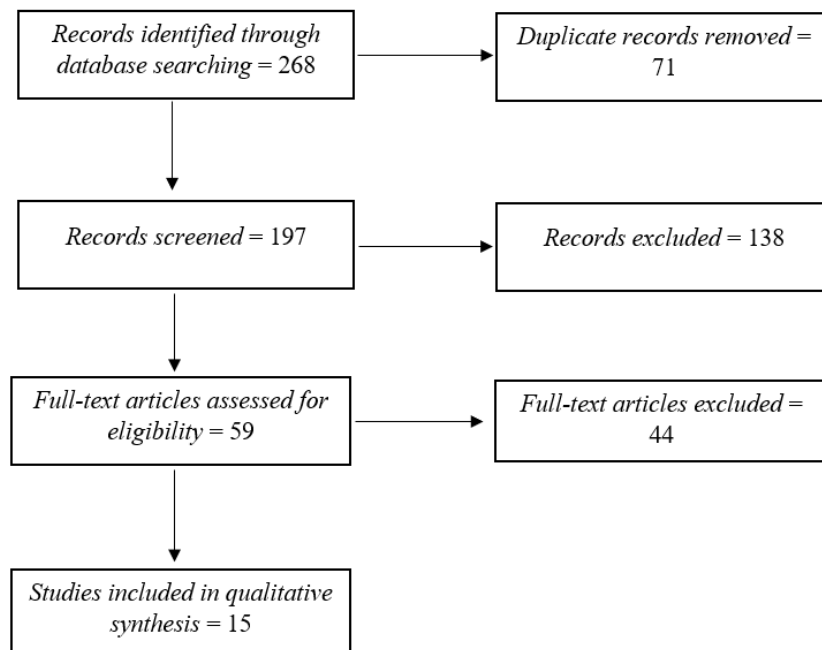 Records identified through
database searching = 268
Duplicate records removed =
71
Records screened = 197
Records excluded = 138
Full-text articles assessed for
eligibility = 59
Full-text articles excluded =
44
Studies included in qualitative
synthesis = 15